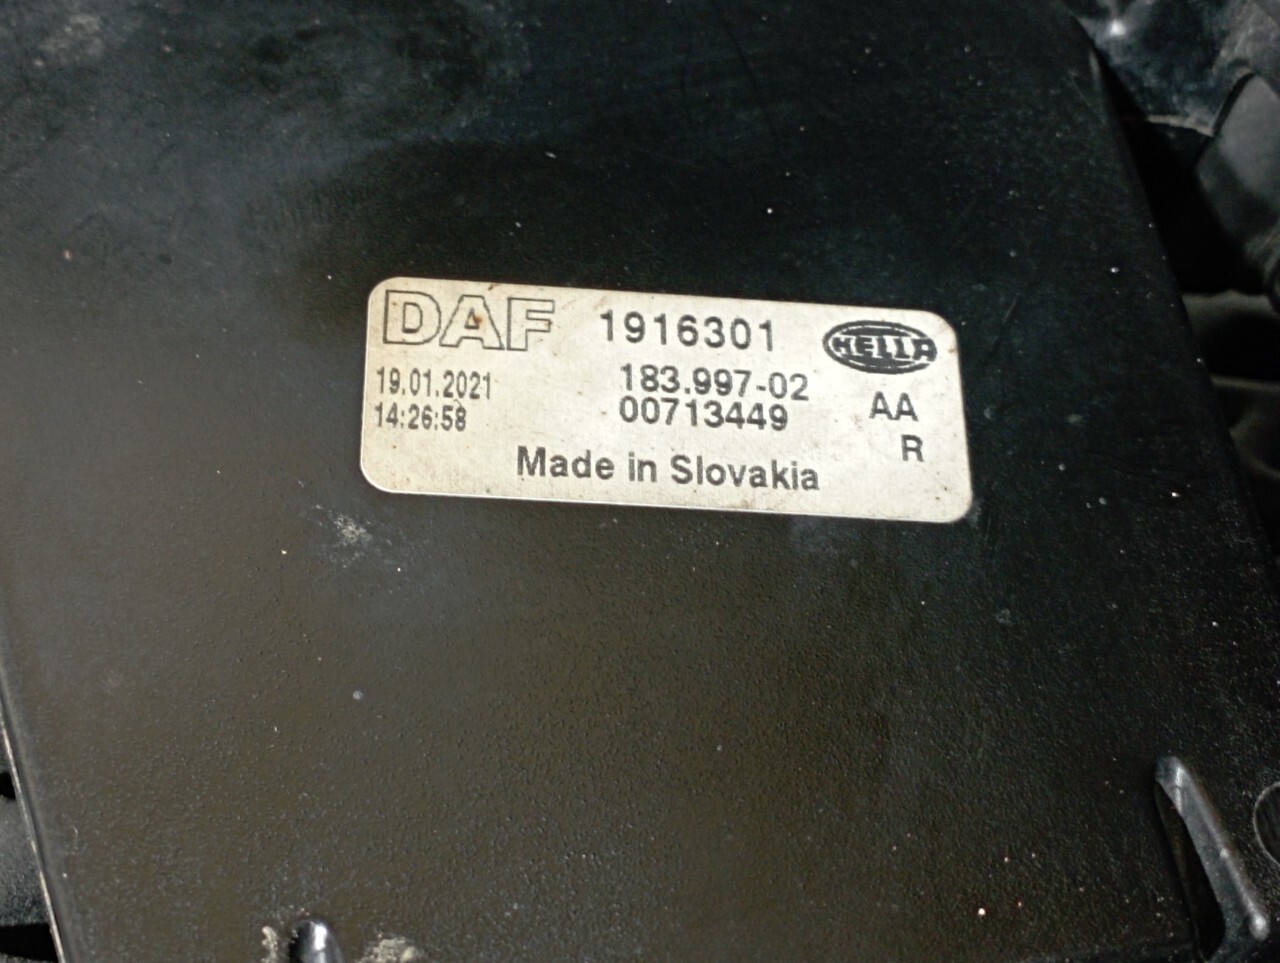 DAF 1916301 HELLA
19.01.2021 183.997-02
14:26:58 00713449 AA
R
Made in Slovakia